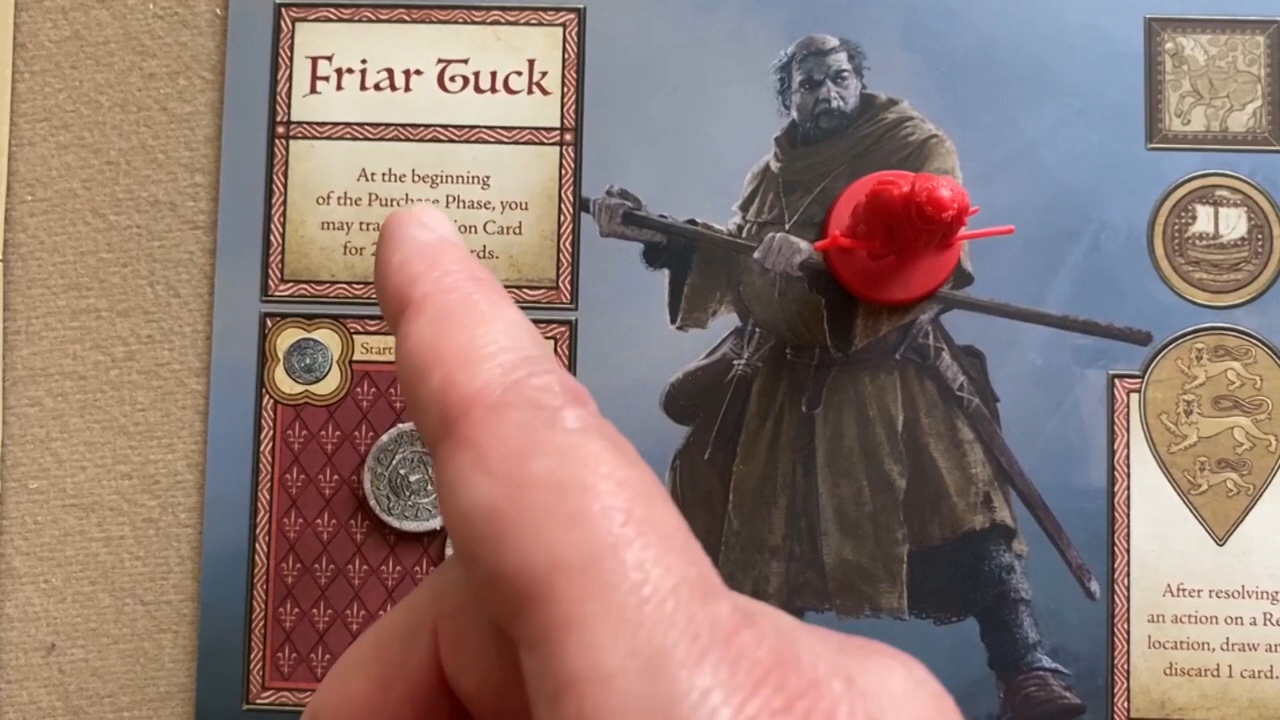 Friar Tuck
At the beginning
of the Purchase Phase, you
may tra ion Card
for 2 rds.
Start
After resolving
an action on a Re
location, draw an
discard 1 card.